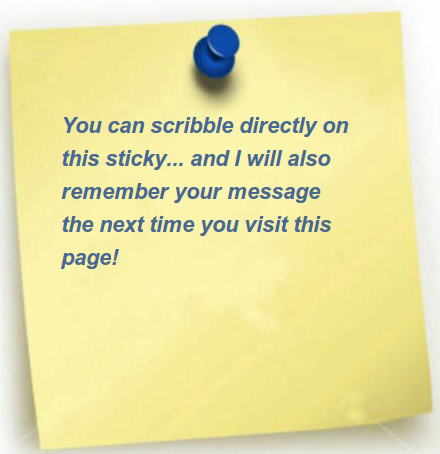 You can scribble directly on
this sticky... and I will also
remember your message
the next time you visit this
page!